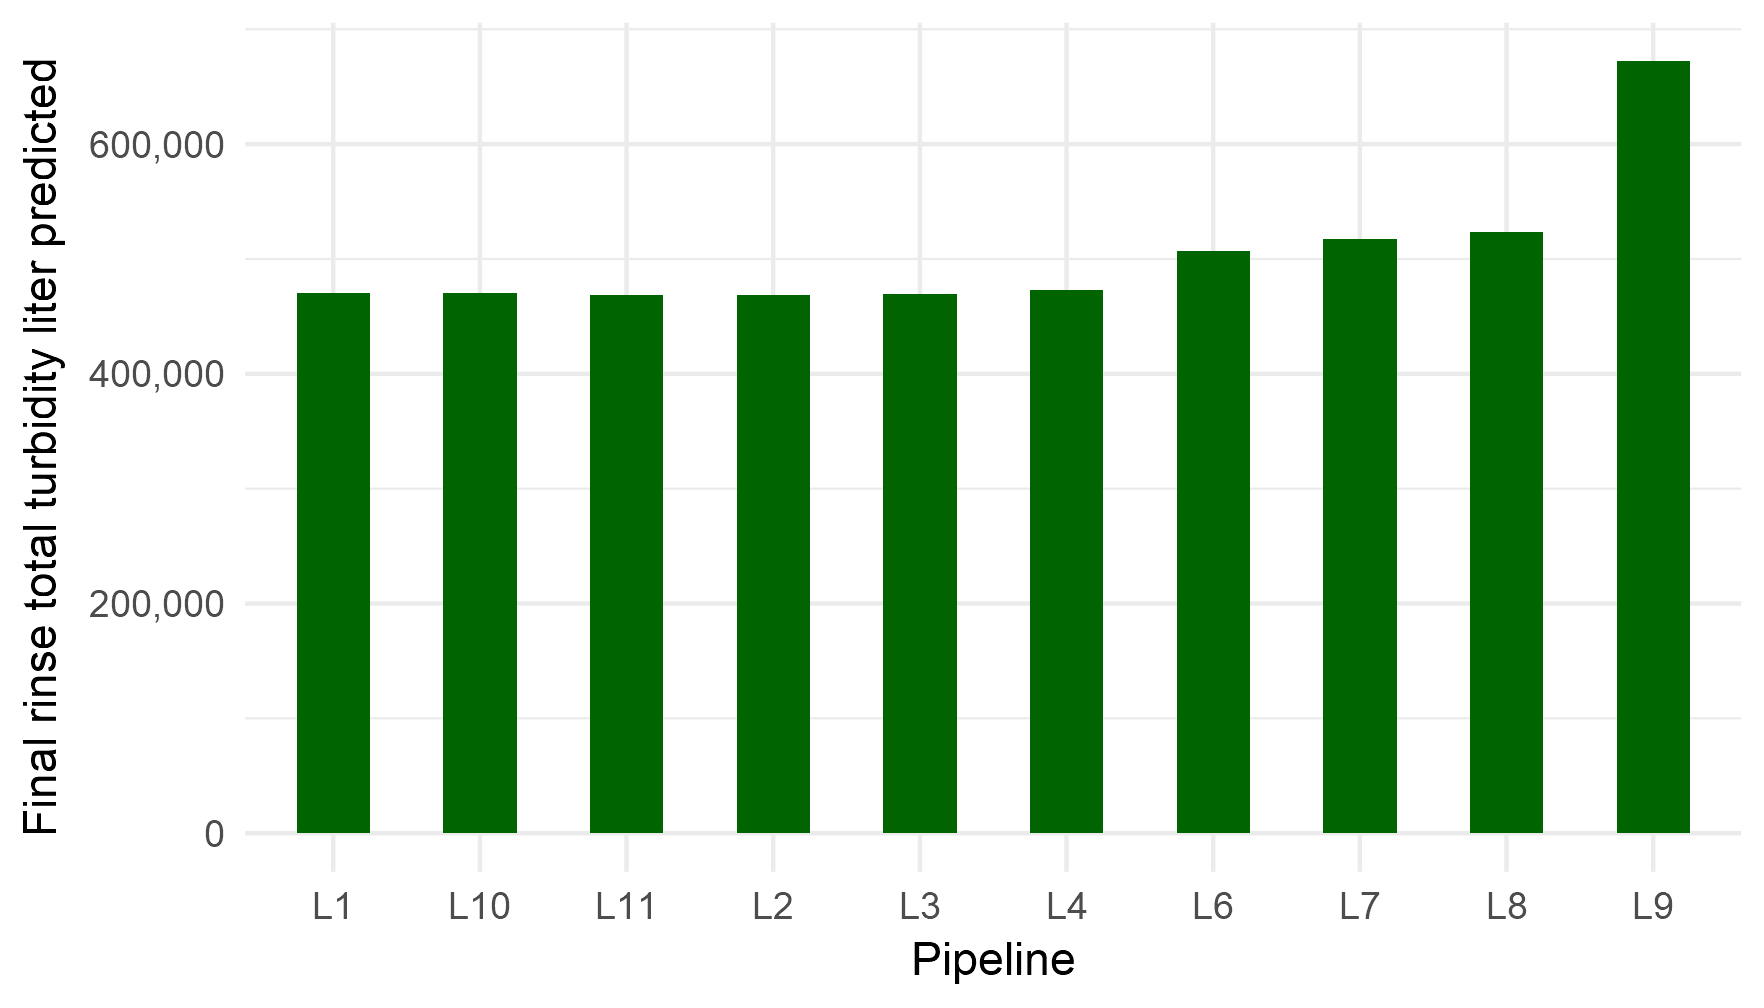 Final rinse total turbidity liter predicted
600,000
400,000
200,000
0
L1 L10 L11 L2 L3 L4 L6 L7 L8 L9
Pipeline